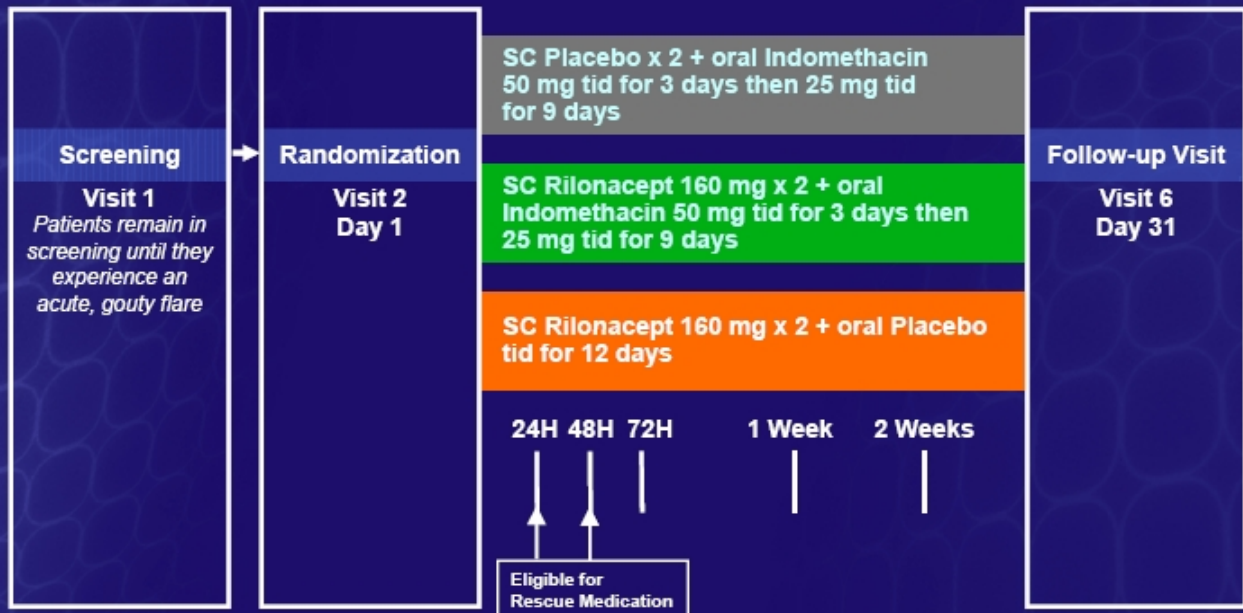 Screening
Visit 1
Patients remain in
screening until they
experience an
acute, gouty flare
Randomization
Visit 2
Day 1
SC Placebo x 2 + oral Indomethacin
50 mg tid for 3 days then 25 mg tid
for 9 days
SC Rilonacept 160 mg x 2 + oral
Indomethacin 50 mg tid for 3 days then
25 mg tid for 9 days
SC Rilonacept 160 mg x 2 + oral Placebo
tid for 12 days
24H 48H 72H 1 Week 2 Weeks
Eligible for
Rescue Medication
Follow-up Visit
Visit 6
Day 31